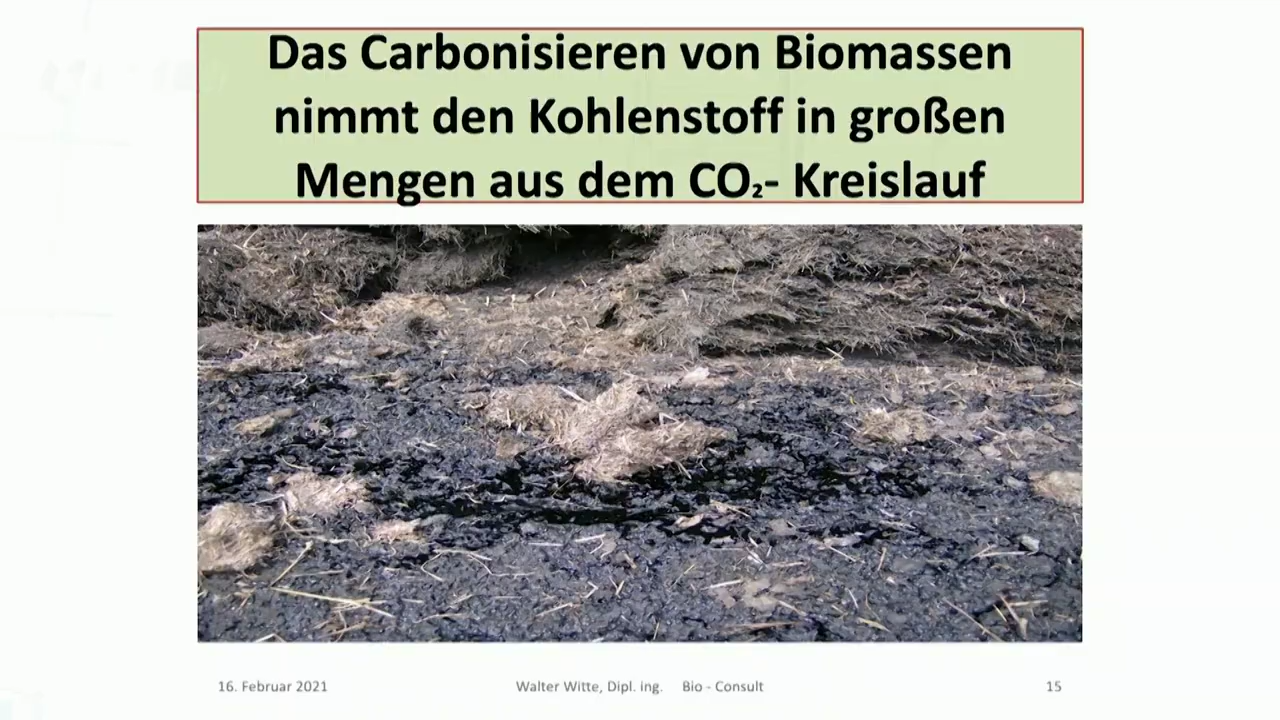 Das Carbonisieren von Biomassen
nimmt den Kohlenstoff in großen
Mengen aus dem CO₂- Kreislauf
16. Februar 2021 Walter Witte, Dipl. ing. Bio - Consult 15